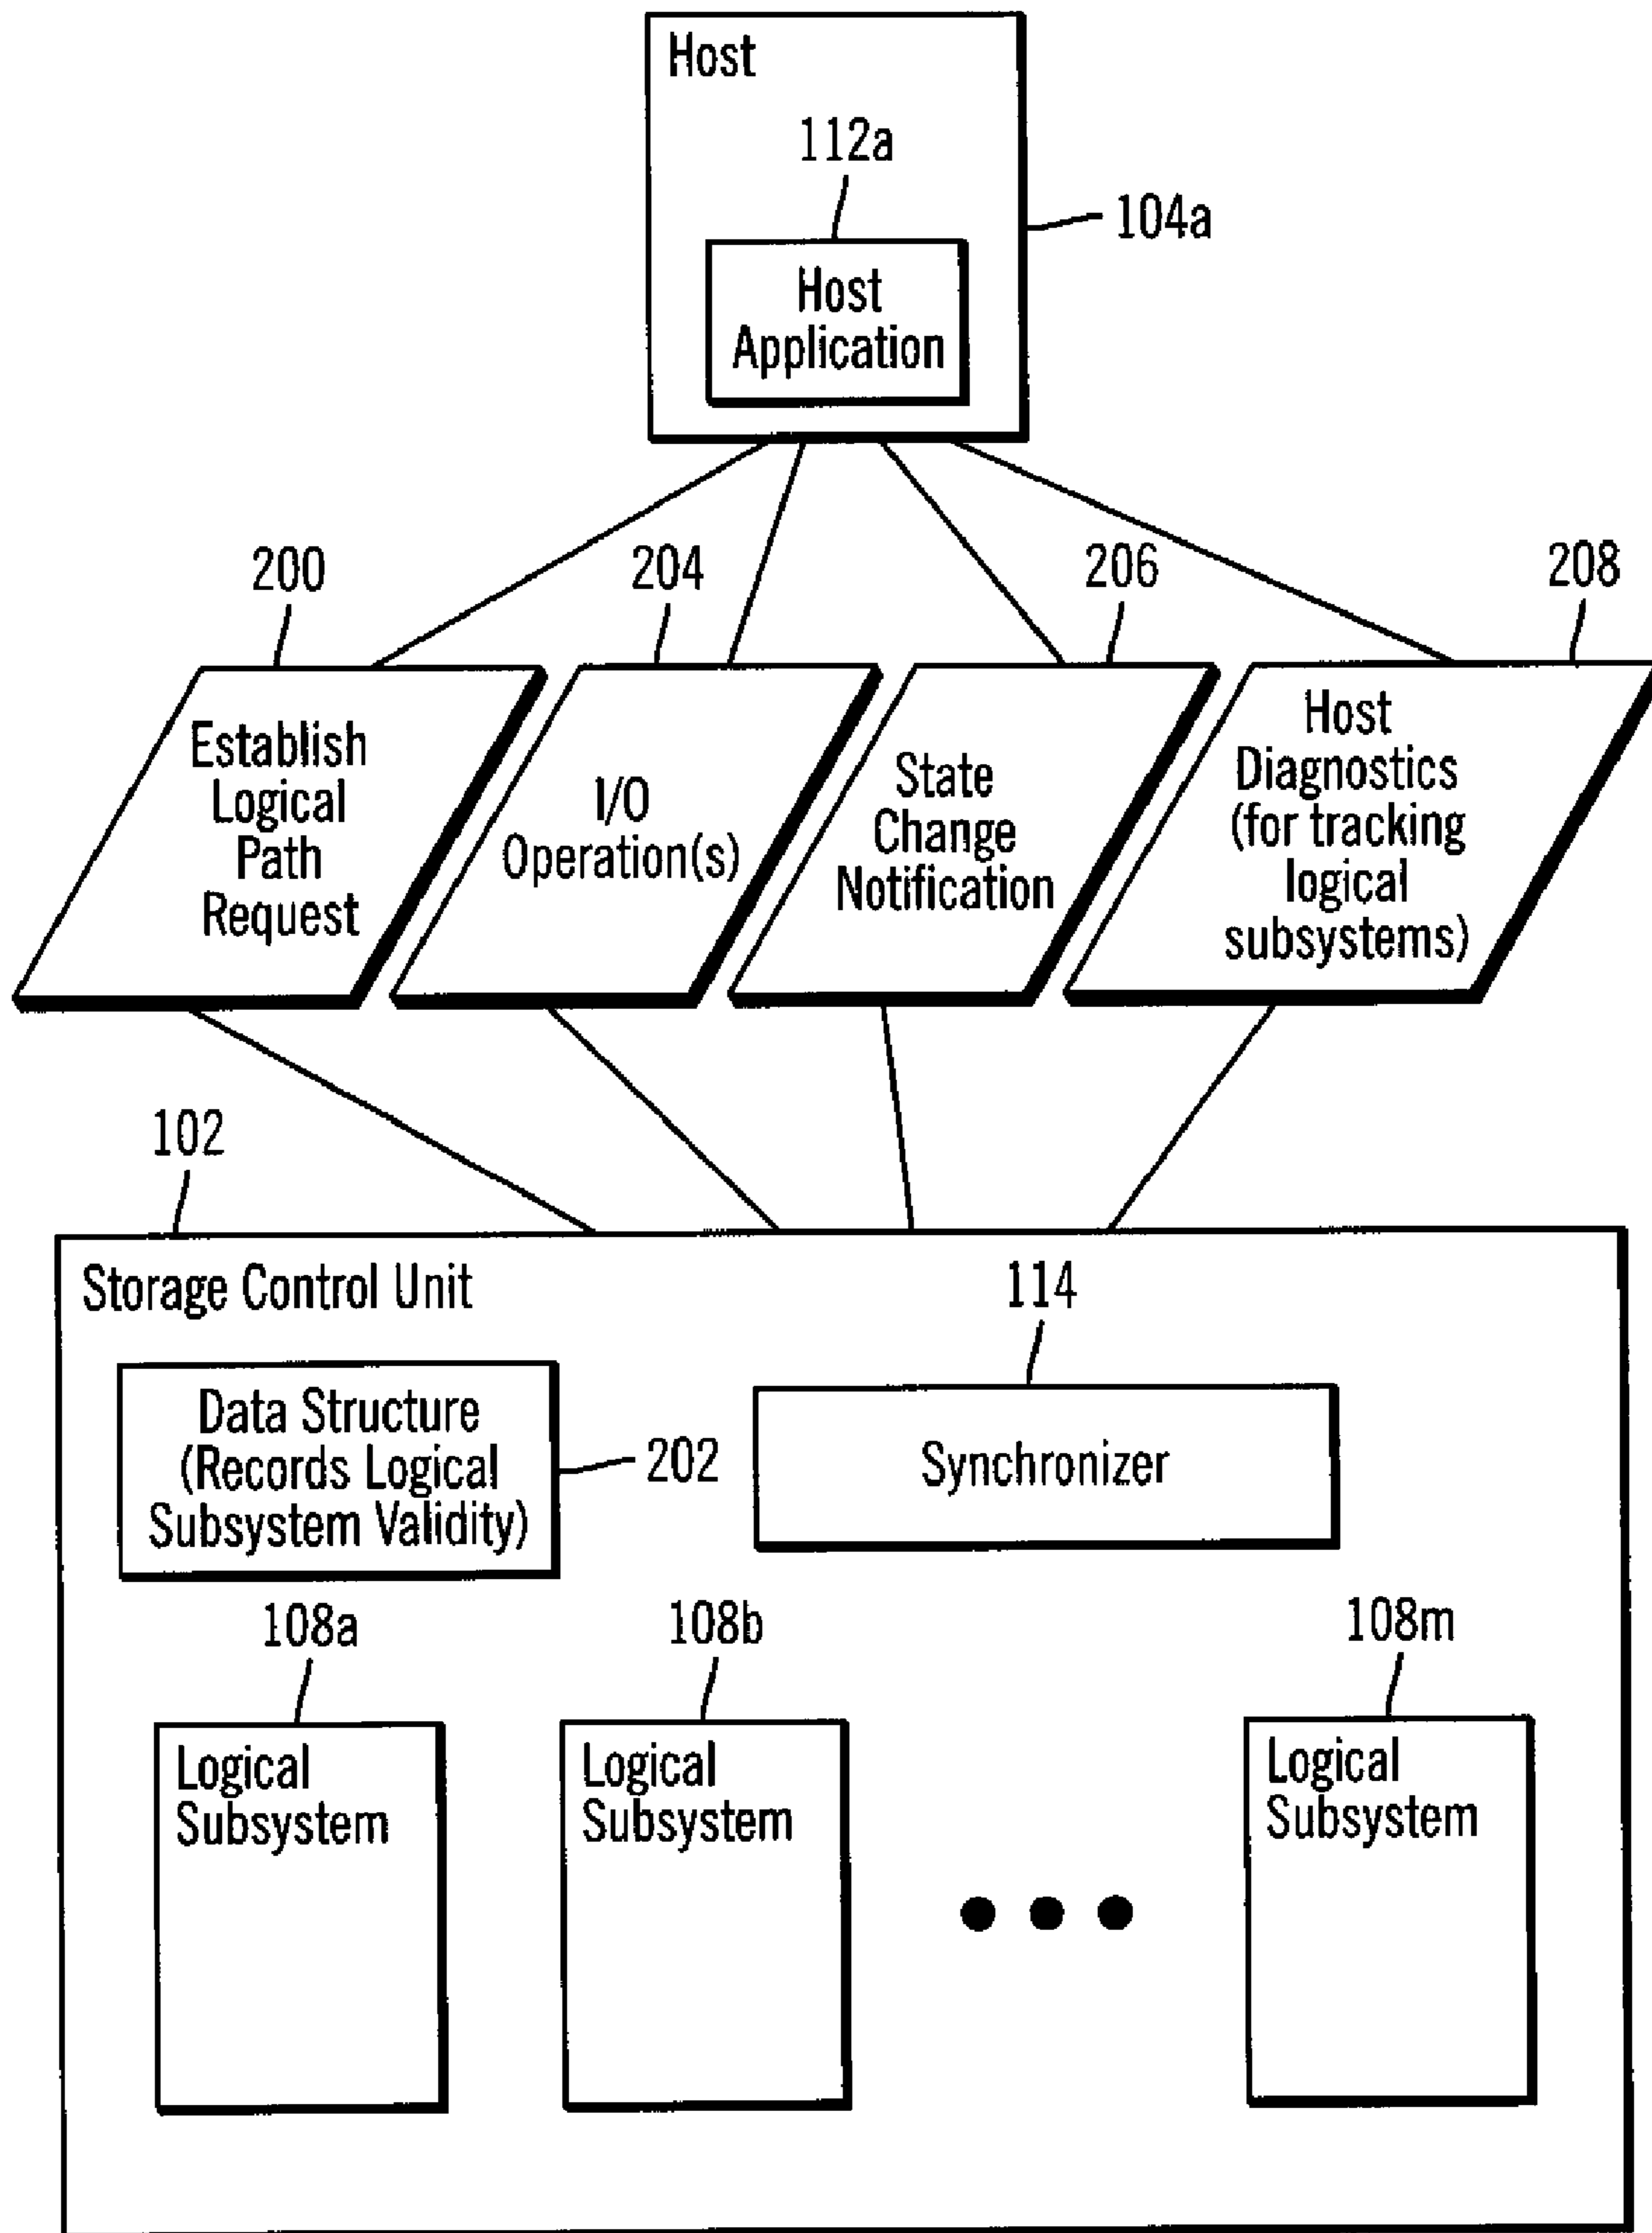 Host
112a
104a
Host
Application
200
204
206
208
Establish
Logical
Path
Request
I/O
Operation(s)
State
Change
Notification
Host
Diagnostics
(for tracking
logical
subsystems)
102
Storage Control Unit
114
Data Structure
(Records Logical
Subsystem Validity)
202
Synchronizer
108a
108b
108m
Logical
Subsystem
Logical
Subsystem
Logical
Subsystem